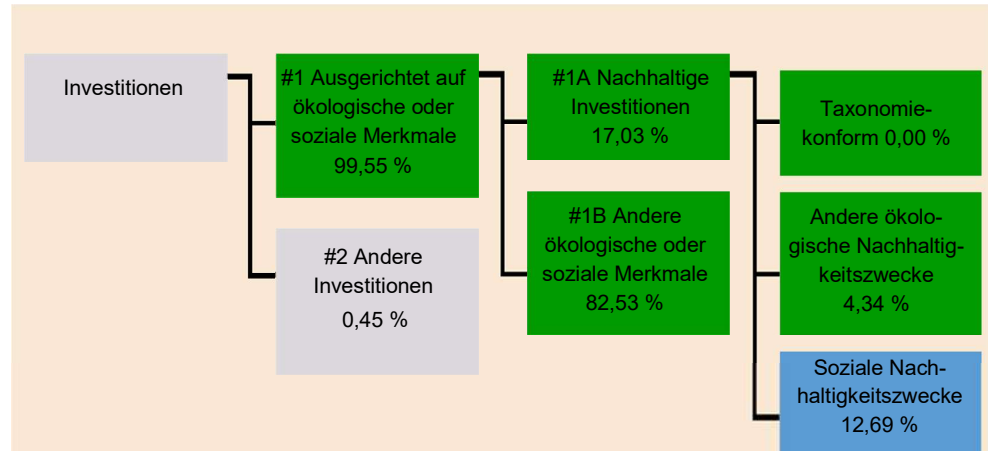 Investitionen
#1 Ausgerichtet auf
ökologische oder
soziale Merkmale
99,55 %
#2 Andere
Investitionen
0,45 %
#1A Nachhaltige
Investitionen
17,03 %
#1B Andere
ökologische oder
soziale Merkmale
82,53 %
Taxonomie-
konform 0,00 %
Andere ökolo-
gische Nachhaltig-
keitszwecke
4,34 %
Soziale Nach-
haltigkeitszwecke
12,69 %